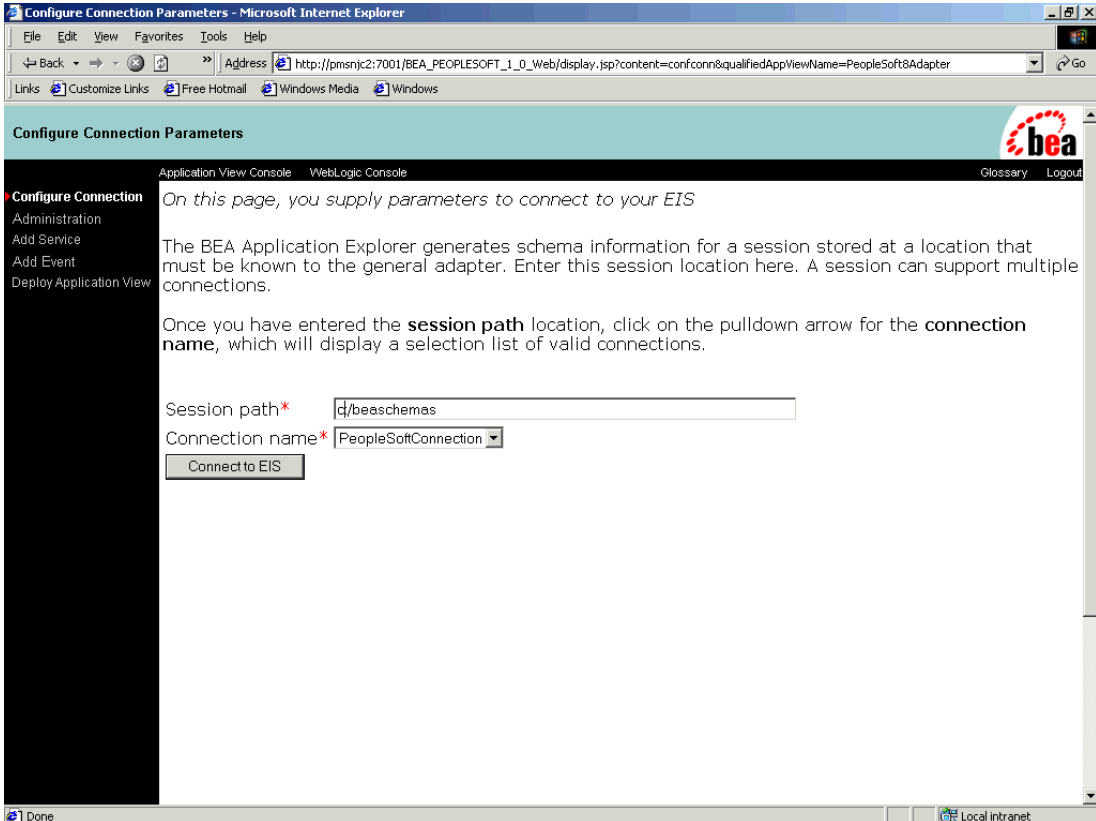 Configure Connection Parameters - Microsoft Internet Explorer
File Edit View Favorites Tools Help
Back » Address http://pmsnjc2:7001/BEA_PEOPLESOFT_1_0_Web/display.jsp?content=confconn&qualifiedAppViewName=PeopleSoft8Adapter Go
Links Customize Links Free Hotmail Windows Media Windows
Configure Connection Parameters
bea
Application View Console WebLogic Console Glossary Logout
Configure Connection
Administration
Add Service
Add Event
Deploy Application View
On this page, you supply parameters to connect to your EIS
The BEA Application Explorer generates schema information for a session stored at a location that
must be known to the general adapter. Enter this session location here. A session can support multiple
connections.
Once you have entered the session path location, click on the pulldown arrow for the connection
name, which will display a selection list of valid connections.
Session path* c:/beaschemas
Connection name* PeopleSoftConnection
Connect to EIS
Done Local intranet